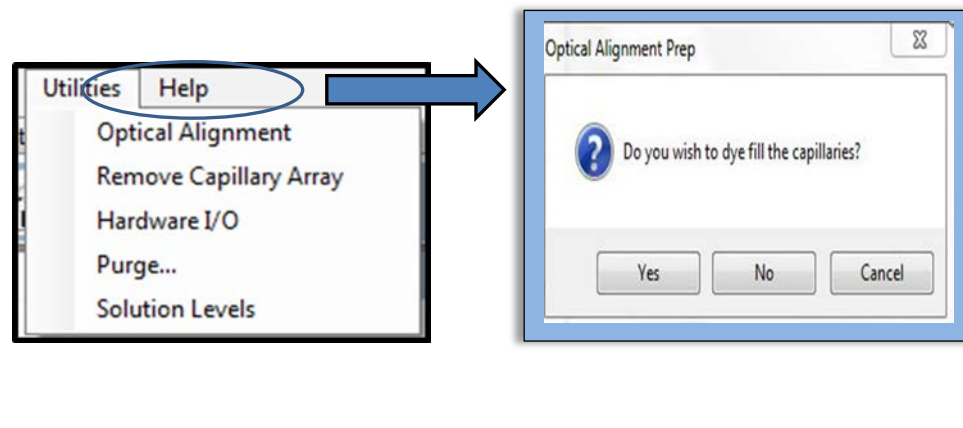 Utilities Help
Optical Alignment
Remove Capillary Array
Hardware I/O
Purge...
Solution Levels
Optical Alignment Prep
Do you wish to dye fill the capillaries?
Yes No Cancel